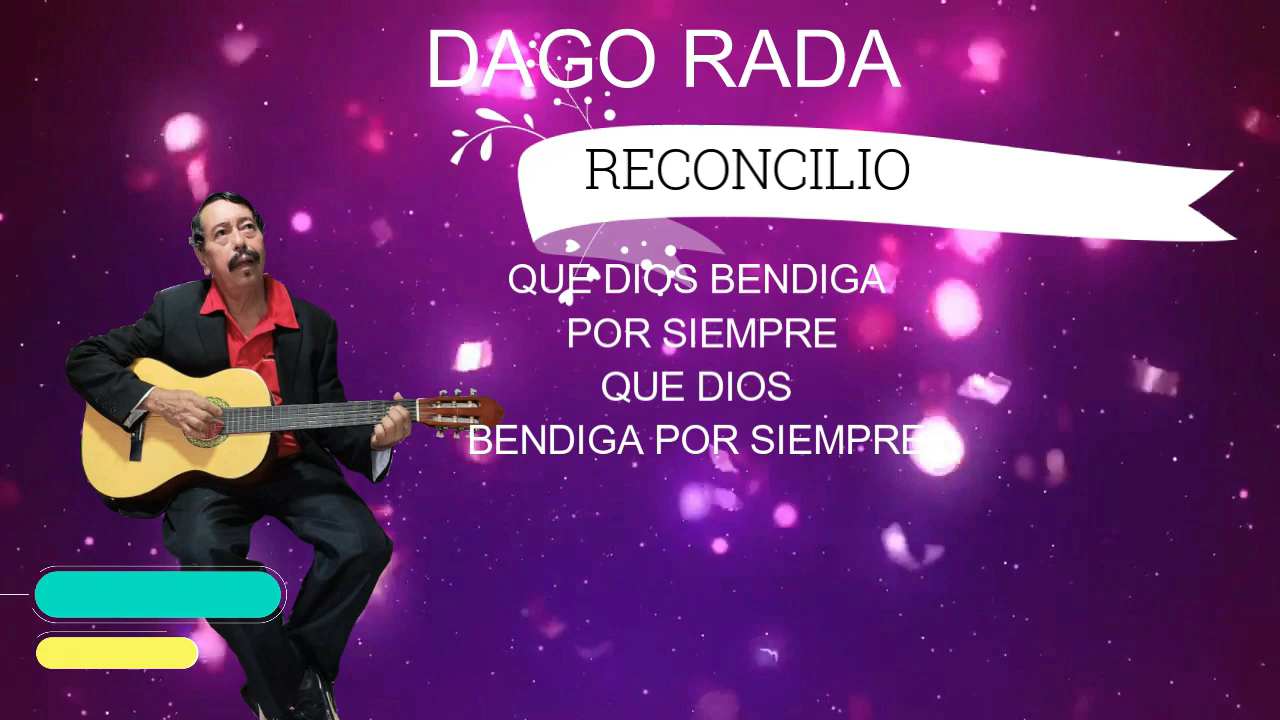 DAGO RADA
RECONCILIO
QUE DIOS BENDIGA
POR SIEMPRE
QUE DIOS
BENDIGA POR SIEMPRE